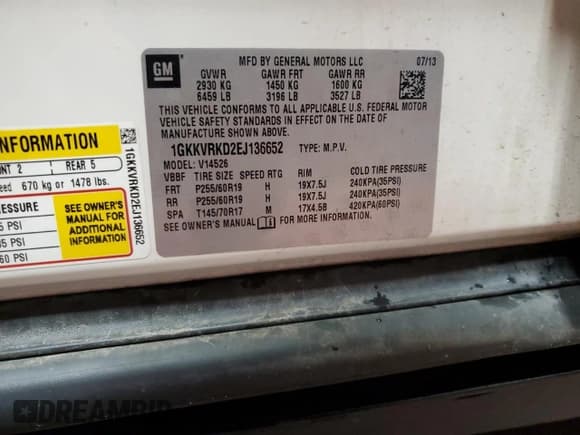 GM
MFD BY GENERAL MOTORS LLC 07/13
GVWR GAWR FRT GAWR RR
2930 KG 1450 KG 1600 KG
6459 LB 3196 LB 3527 LB
THIS VEHICLE CONFORMS TO ALL APPLICABLE U.S. FEDERAL MOTOR
VEHICLE SAFETY STANDARDS IN EFFECT ON THE DATE OF
MANUFACTURE SHOWN ABOVE.
1GKKVRKD2EJ136652 TYPE: M.P.V.
MODEL: V14526
VBBF TIRE SIZE SPEED RIM COLD TIRE PRESSURE
FRT P255/60R19 H 19X7.5J 240KPA(35PSI)
RR P255/60R19 H 19X7.5J 240KPA(35PSI)
SPA T145/70R17 M 17X4.5B 420KPA(60PSI)
SEE OWNER'S MANUAL FOR MORE INFORMATION.
INFORMATION
2 REAR 5
670 kg or 1478 lbs.
SEE OWNER'S
MANUAL FOR
ADDITIONAL
INFORMATION
PSI
PSI
60 PSI
1GKKVRKD2EJ136652
DREAMBID